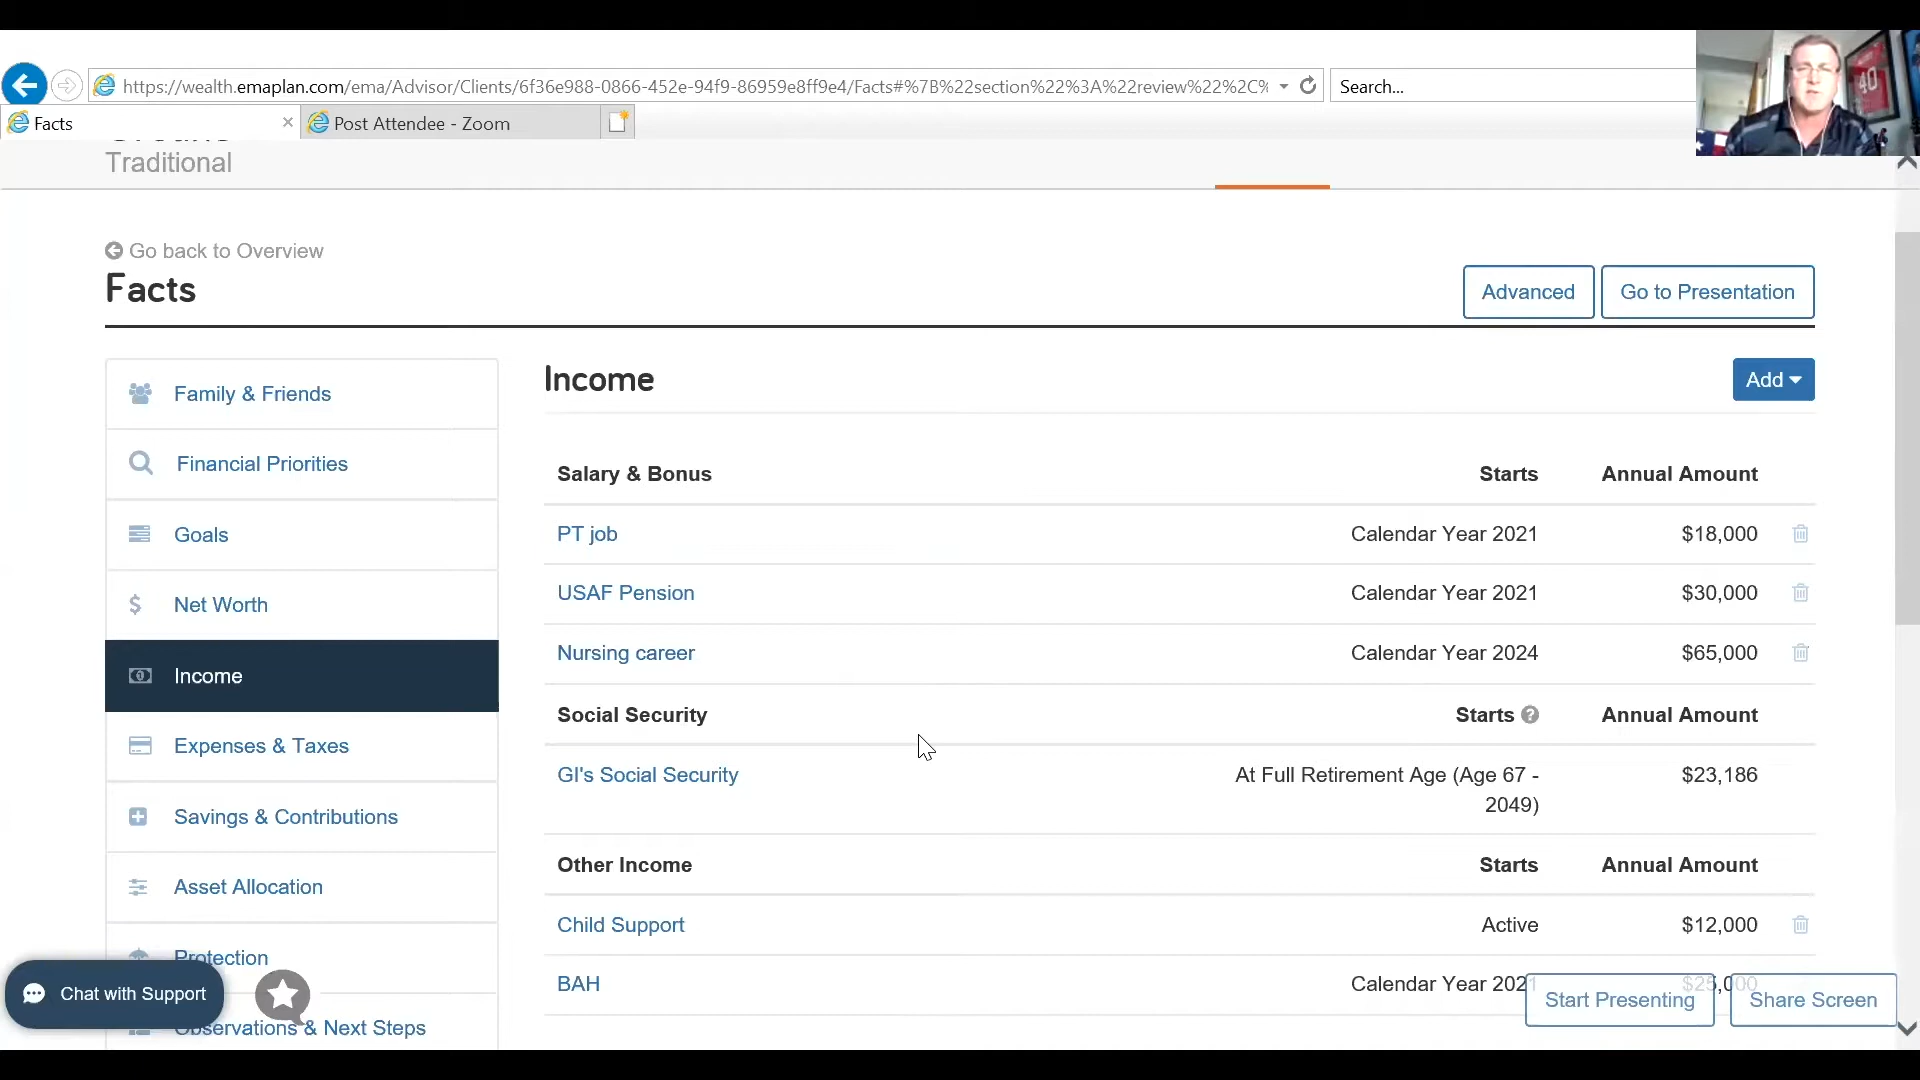 https://wealth.emaplan.com/ema/Advisor/Clients/6f36e988-0866-452e-94f9-86959e8ff9e4/Facts#%7B%22section%22%3A%22review%22%2C%
Search...
Facts
Post Attendee - Zoom
Traditional
Go back to Overview
Facts
Advanced
Go to Presentation
Family & Friends
Financial Priorities
Goals
Net Worth
Income
Expenses & Taxes
Savings & Contributions
Asset Allocation
Protection
Observations & Next Steps
Income
Add
Salary & Bonus Starts Annual Amount
PT job Calendar Year 2021 $18,000
USAF Pension Calendar Year 2021 $30,000
Nursing career Calendar Year 2024 $65,000
Social Security Starts ? Annual Amount
GI's Social Security At Full Retirement Age (Age 67 - $23,186
2049)
Other Income Starts Annual Amount
Child Support Active $12,000
BAH Calendar Year 2021 $25,000
Chat with Support
Start Presenting
Share Screen
40